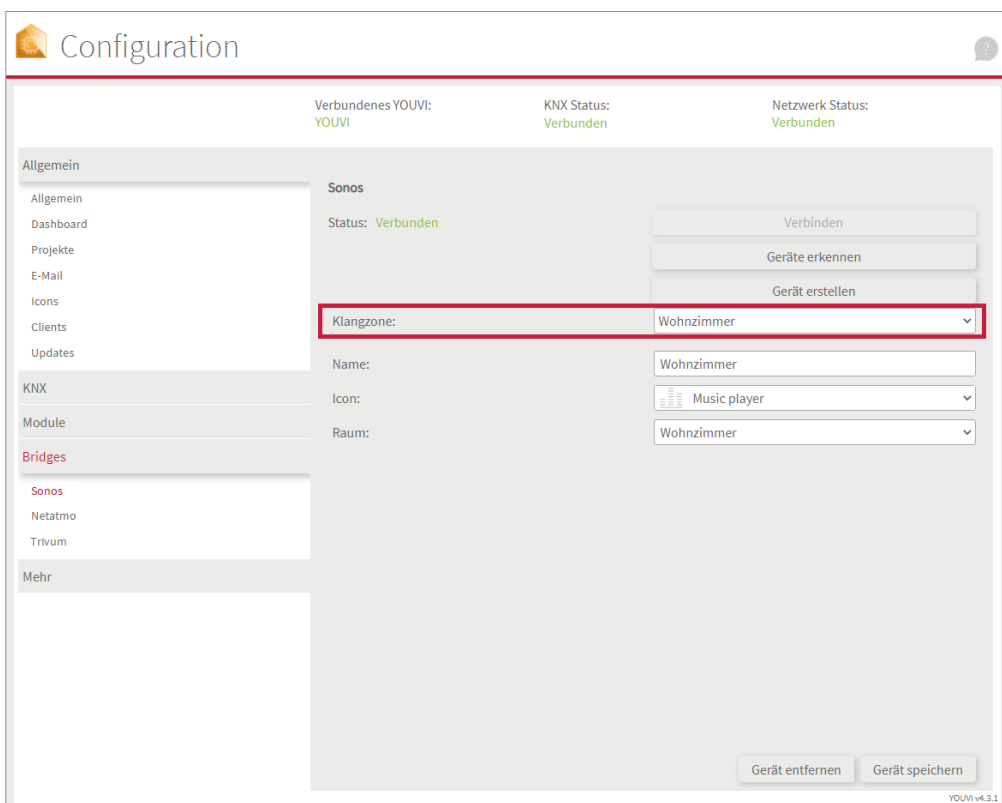 Configuration
?
Verbundenes YOUVI: KNX Status: Netzwerk Status:
YOUVI Verbunden Verbunden
Allgemein
Allgemein
Dashboard
Projekte
E-Mail
Icons
Clients
Updates
KNX
Module
Bridges
Sonos
Netatmo
Trivum
Mehr
Sonos
Status: Verbunden Verbinden
Geräte erkennen
Gerät erstellen
Klangzone: Wohnzimmer
Name: Wohnzimmer
Icon: Music player
Raum: Wohnzimmer
Gerät entfernen Gerät speichern
YOUVI v4.3.1